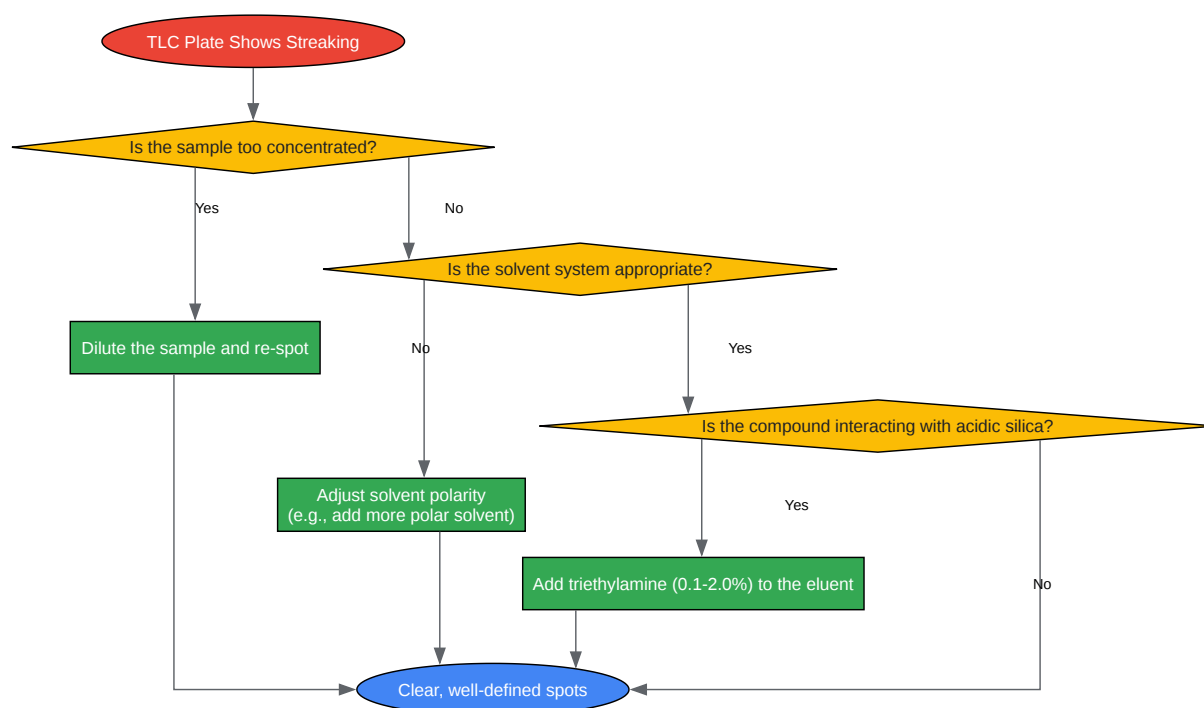 TLC Plate Shows Streaking
Is the sample too concentrated?
Yes
No
Is the solvent system appropriate?
Dilute the sample and re-spot
No
Yes
Is the compound interacting with acidic silica?
Adjust solvent polarity
(e.g., add more polar solvent)
Yes
Add triethylamine (0.1-2.0%) to the eluent
No
Clear, well-defined spots